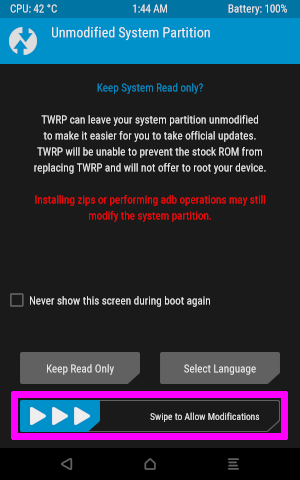 CPU: 42 °C 1:44 AM Battery: 100%
Unmodified System Partition
Keep System Read only?
TWRP can leave your system partition unmodified
to make it easier for you to take official updates.
TWRP will be unable to prevent the stock ROM from
replacing TWRP and will not offer to root your device.
Installing zips or performing adb operations may still
modify the system partition.
Never show this screen during boot again
Keep Read Only Select Language
Swipe to Allow Modifications